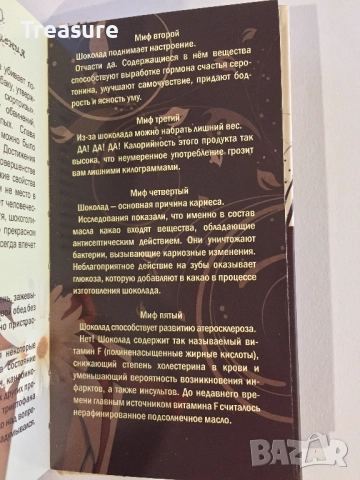 Treasure
Миф второй
Шоколад поднимает настроение.
Отчасти да. Содержащиеся в нём вещества
способствуют выработке гормона счастья серо-
тонина, улучшают самочувствие, придают бод-
рость и ясность уму.
Миф третий
Из-за шоколада можно набрать лишний вес.
ДА! ДА! ДА! Калорийность этого продукта так
высока, что неумеренное употребление грозит
вам лишними килограммами.
Миф четвертый
Шоколад — основная причина кариеса.
Исследования показали, что именно в состав
масла какао входят вещества, обладающие
антисептическим действием. Они уничтожают
бактерии, вызывающие кариозные изменения.
Неблагоприятное действие на зубы оказывает
глюкоза, которую добавляют в какао в процессе
изготовления шоколада.
Миф пятый
Шоколад способствует развитию атеросклероза.
Нет! Шоколад содержит так называемый ви-
тамин F (полиненасыщенные жирные кислоты),
снижающий степень холестерина в крови и
уменьшающий вероятность возникновения ин-
фарктов, а также инсультов. До недавнего вре-
мени главным источником витамина F считалось
нерафинированное подсолнечное масло.
bazar.bg